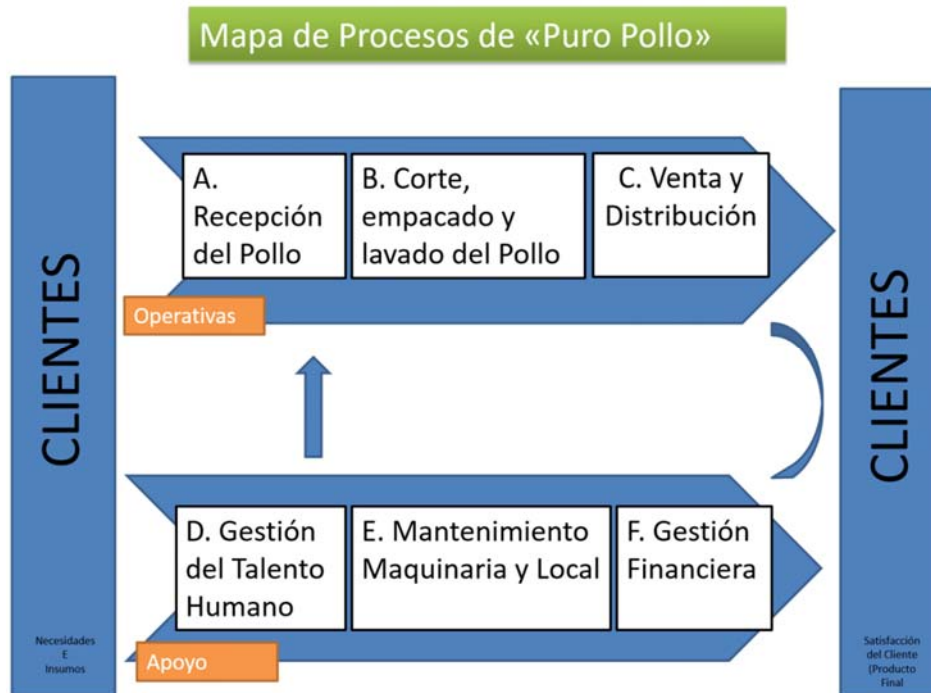 Mapa de Procesos de «Puro Pollo»
CLIENTES
Necesidades
E
Insumos
A.
Recepción
del Pollo
B. Corte,
empacado y
lavado del Pollo
C. Venta y
Distribución
Operativas
D. Gestión
del Talento
Humano
E. Mantenimiento
Maquinaria y Local
F. Gestión
Financiera
Apoyo
CLIENTES
Satisfacción
del Cliente
(Producto
Final